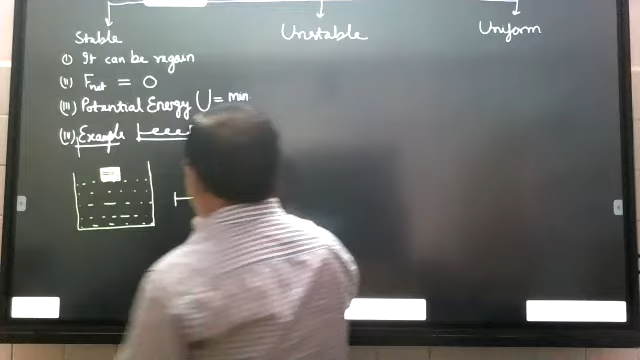 Stable
Unstable
Uniform
(i) It can be regain
(ii) Fnet = 0
(iii) Potential Energy U = min
(iv) Example